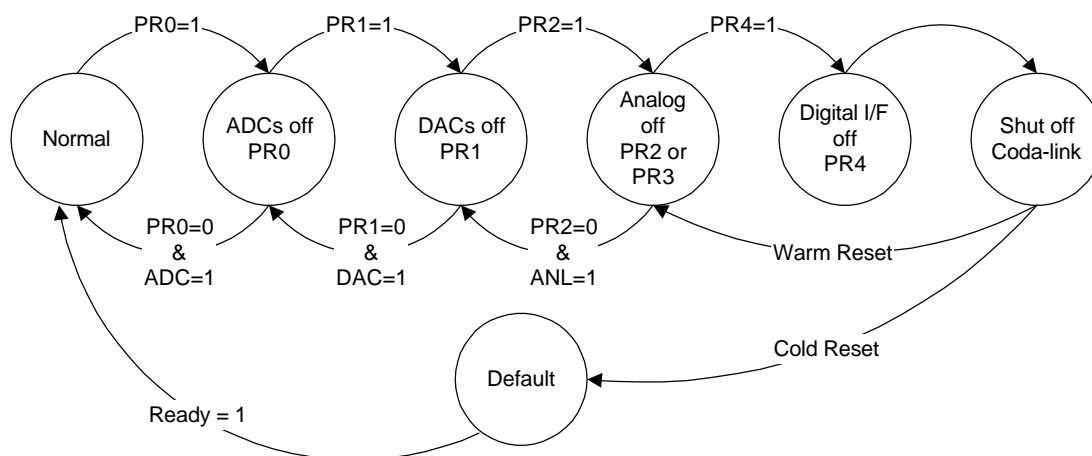 PR0=1
PR1=1
PR2=1
PR4=1
Normal
ADCs off
PR0
DACs off
PR1
Analog
off
PR2 or
PR3
Digital I/F
off
PR4
Shut off
Coda-link
PR0=0
&
ADC=1
PR1=0
&
DAC=1
PR2=0
&
ANL=1
Warm Reset
Cold Reset
Default
Ready = 1